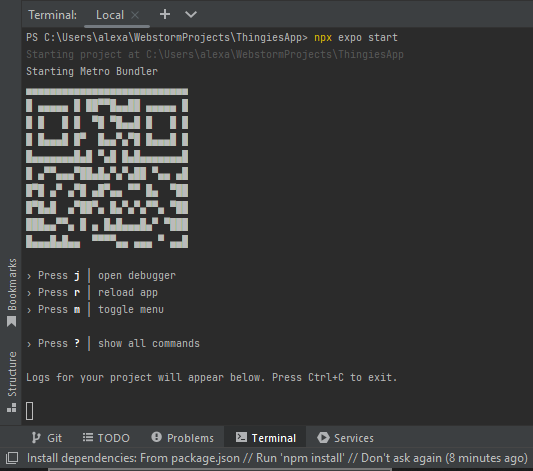 Terminal: Local
PS C:\Users\alexa\WebstormProjects\ThingiesApp> npx expo start
Starting project at C:\Users\alexa\WebstormProjects\ThingiesApp
Starting Metro Bundler
› Press j │ open debugger
› Press r │ reload app
› Press m │ toggle menu
› Press ? │ show all commands
Logs for your project will appear below. Press Ctrl+C to exit.
Bookmarks
Structure
Git TODO Problems Terminal Services
Install dependencies: From package.json // Run 'npm install' // Don't ask again (8 minutes ago)